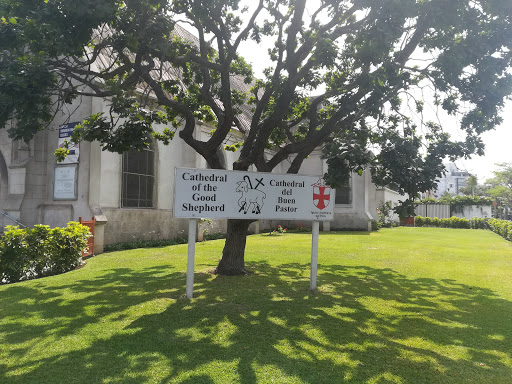 Cathedral
of the Good
Shepherd
Cathedral
del
Buen Pastor